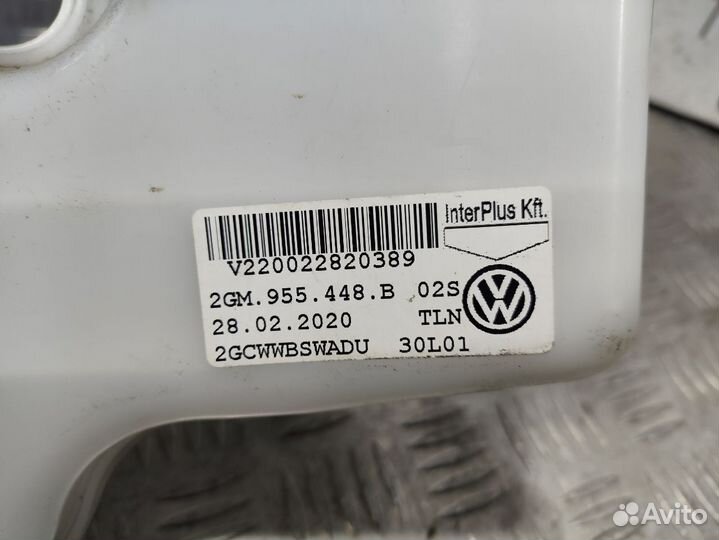 InterPlus Kft.
V220022820389
2GM.955.448.B 02S
28.02.2020 TLN
2GCWWBSWADU 30L01
Avito